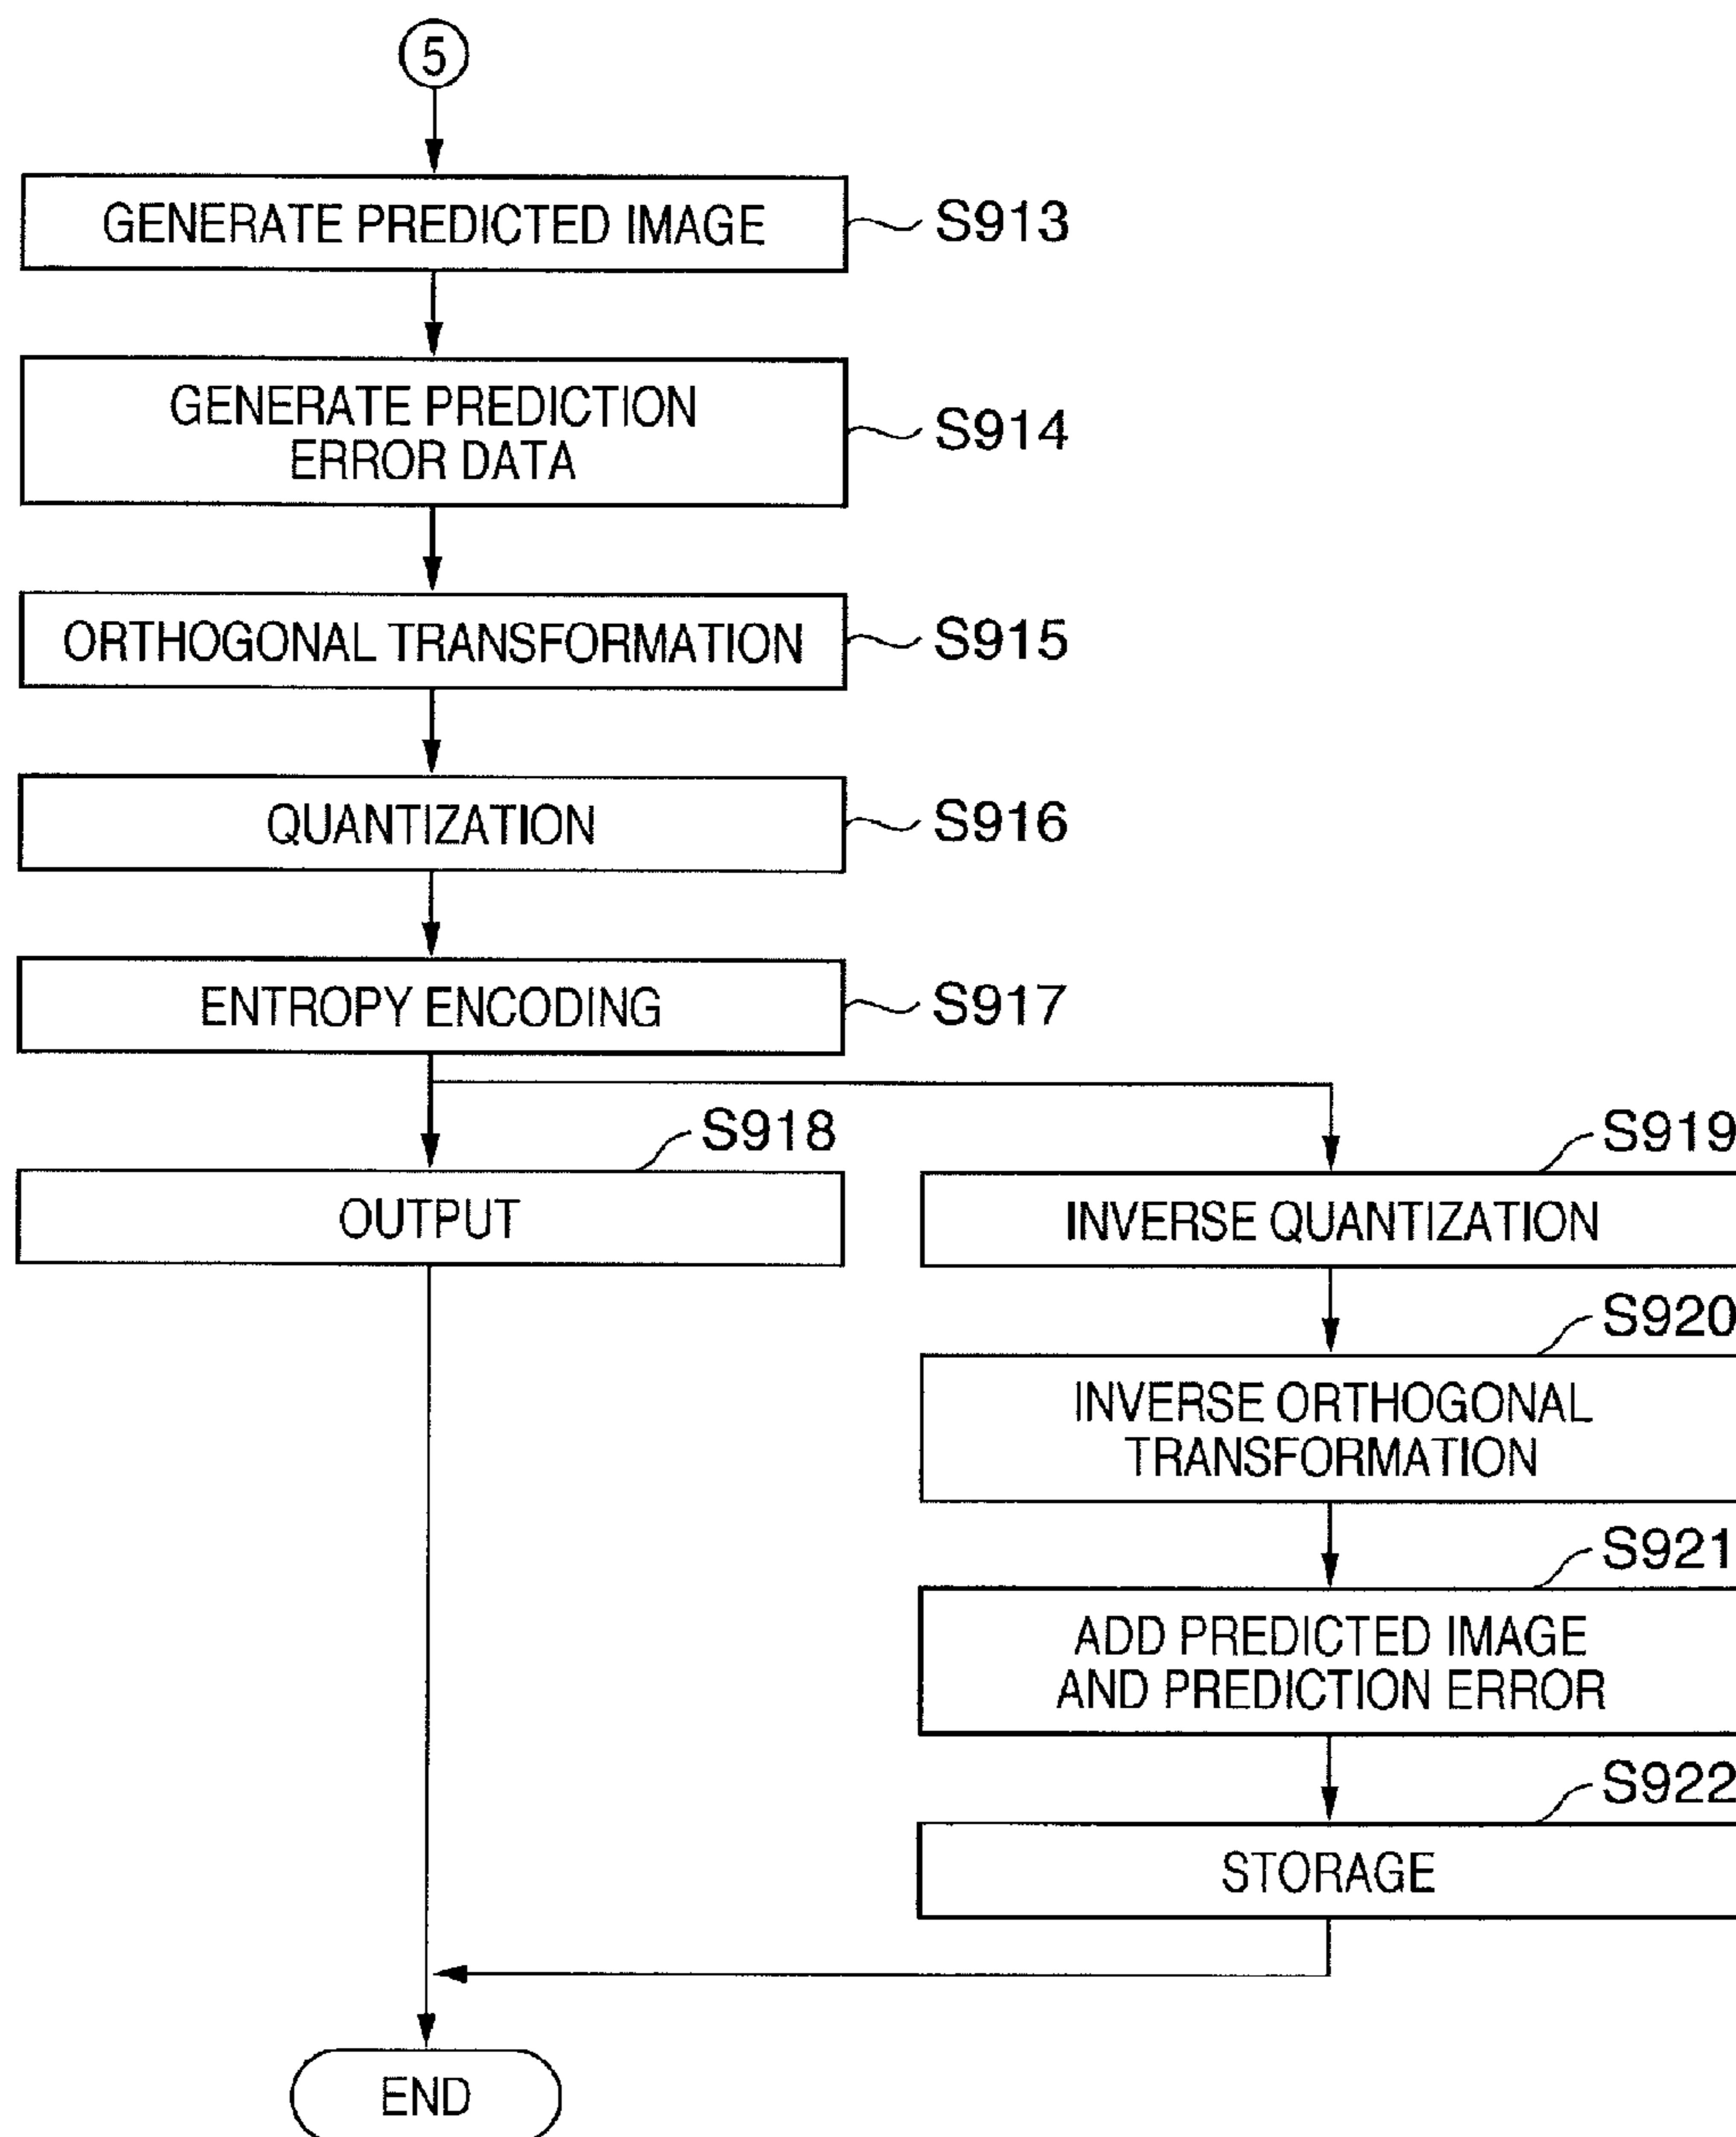 5
GENERATE PREDICTED IMAGE
S913
GENERATE PREDICTION
ERROR DATA
S914
ORTHOGONAL TRANSFORMATION
S915
QUANTIZATION
S916
ENTROPY ENCODING
S917
S918
OUTPUT
S919
INVERSE QUANTIZATION
S920
INVERSE ORTHOGONAL
TRANSFORMATION
S921
ADD PREDICTED IMAGE
AND PREDICTION ERROR
S922
STORAGE
END